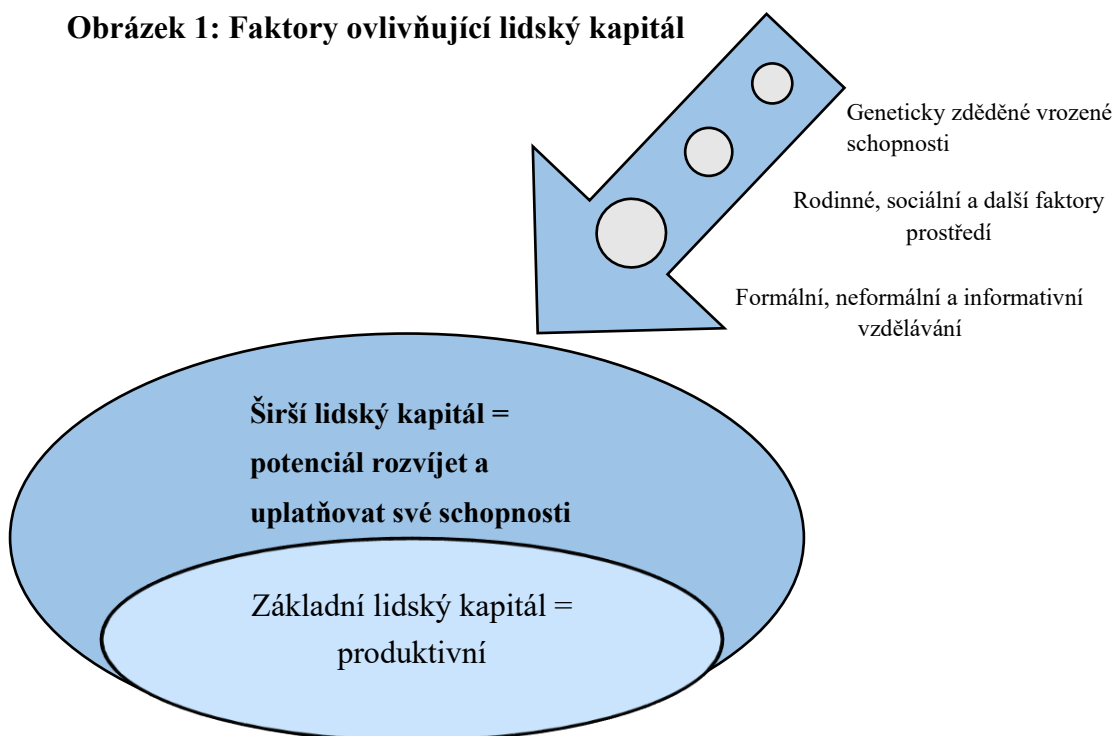 Obrázek 1: Faktory ovlivňující lidský kapitál
Geneticky zděděné vrozené
schopnosti
Rodinné, sociální a další faktory
prostředí
Formální, neformální a informativní
vzdělávání
Širší lidský kapitál =
potenciál rozvíjet a
uplatňovat své schopnosti
Základní lidský kapitál =
produktivní